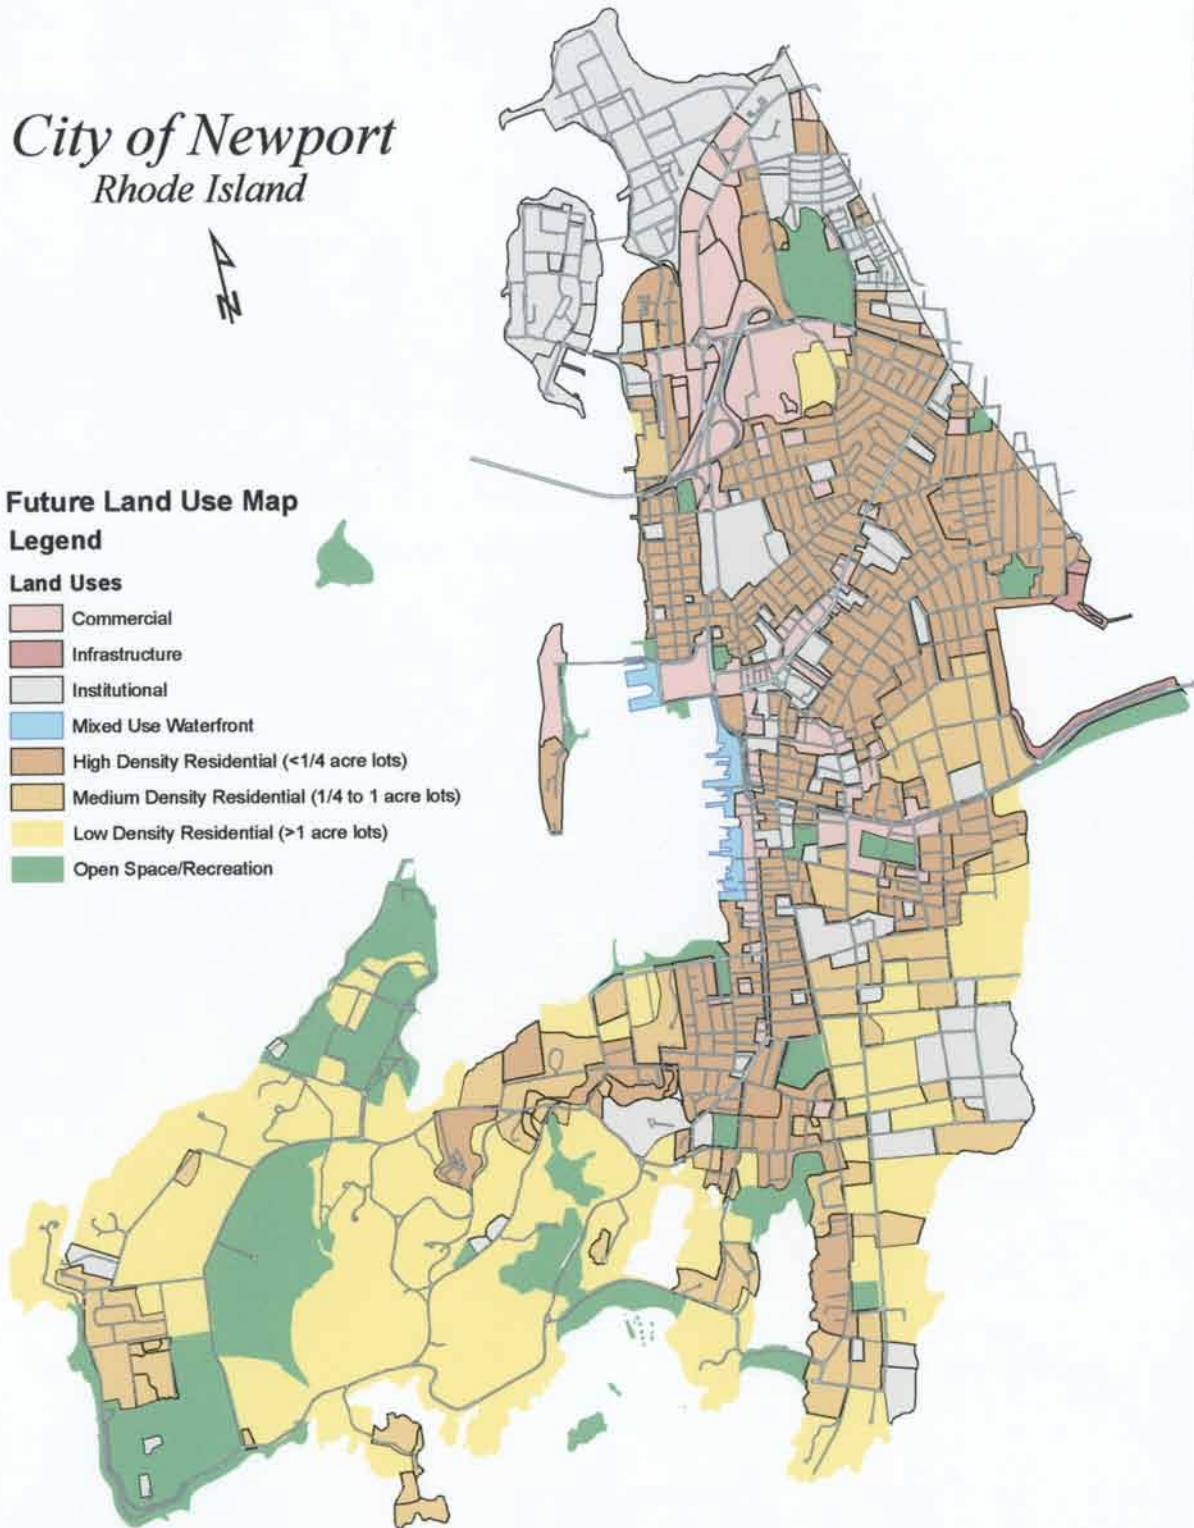 City of Newport
Rhode Island
N
Future Land Use Map
Legend
Land Uses
Commercial
Infrastructure
Institutional
Mixed Use Waterfront
High Density Residential (<1/4 acre lots)
Medium Density Residential (1/4 to 1 acre lots)
Low Density Residential (>1 acre lots)
Open Space/Recreation